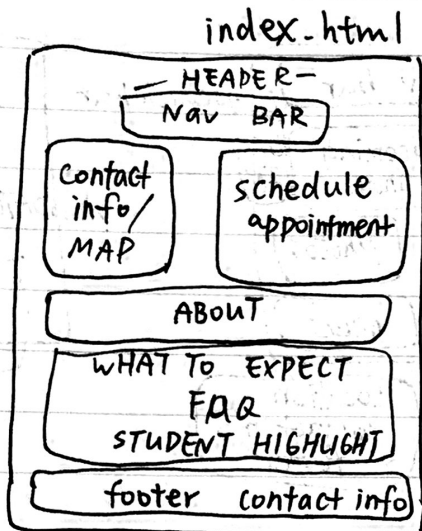 index.html
— HEADER —
Nav BAR
contact
info/
MAP
schedule
appointment
ABOUT
WHAT TO EXPECT
FAQ
STUDENT HIGHLIGHT
footer contact info